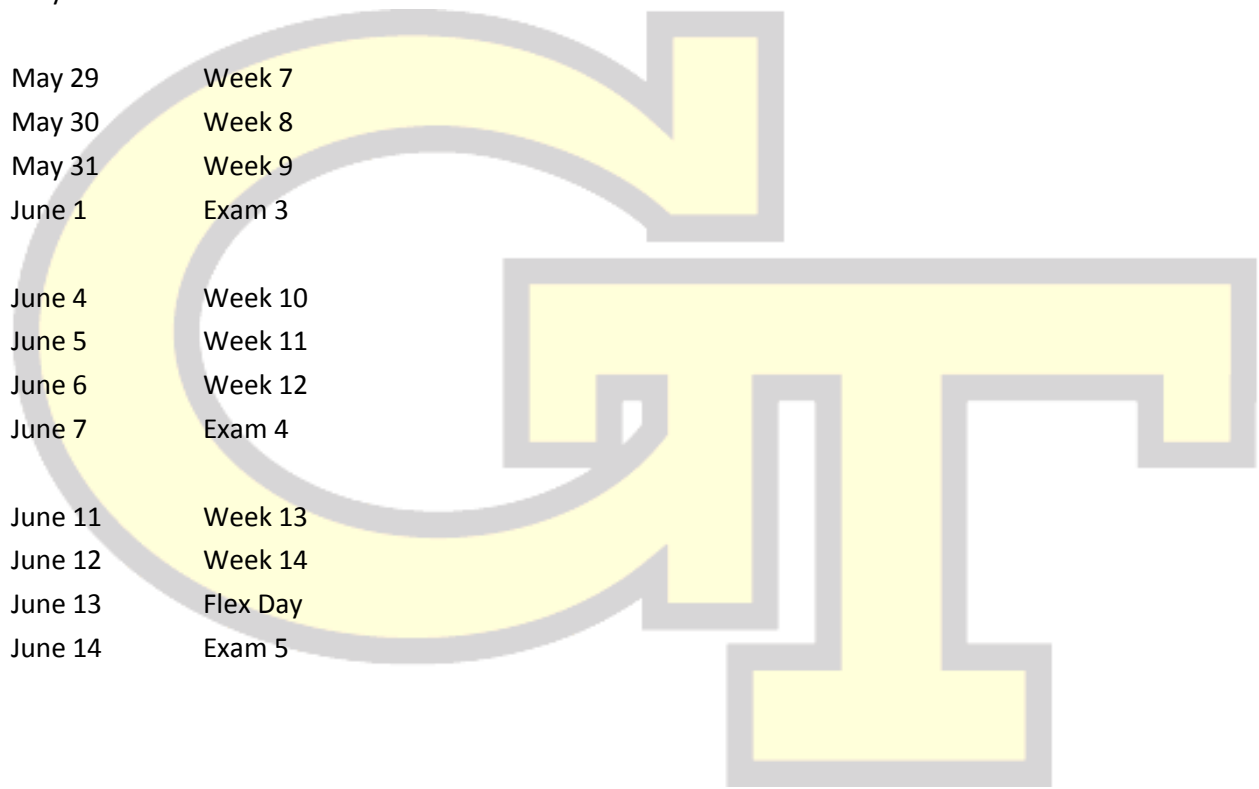 May 29 Week 7
May 30 Week 8
May 31 Week 9
June 1 Exam 3
June 4 Week 10
June 5 Week 11
June 6 Week 12
June 7 Exam 4
June 11 Week 13
June 12 Week 14
June 13 Flex Day
June 14 Exam 5
GT